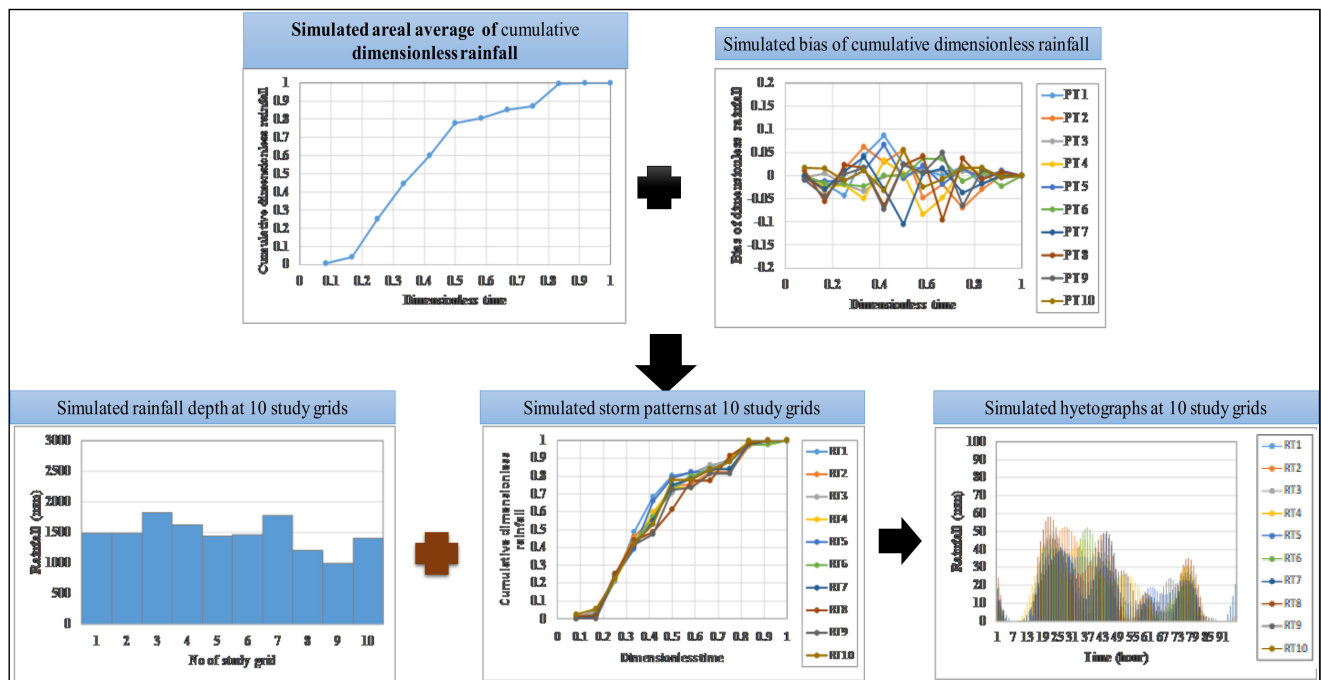 Simulated areal average of cumulative
dimensionless rainfall
Simulated bias of cumulative dimensionless rainfall
Cumulative dimensionless rainfall
1
0.9
0.8
0.7
0.6
0.5
0.4
0.3
0.2
0.1
0
0 0.1 0.2 0.3 0.4 0.5 0.6 0.7 0.8 0.9 1
Dimensionless time
Bias of dimensionless rainfall
0.2
0.15
0.1
0.05
0
-0.05
-0.1
-0.15
-0.2
0 0.2 0.4 0.6 0.8 1
Dimensionless time
PT1
PT2
PT3
PT4
PT5
PT6
PT7
PT8
PT9
PT10
Simulated rainfall depth at 10 study grids
Simulated storm patterns at 10 study grids
Simulated hyetographs at 10 study grids
Rainfall (mm)
3000
2500
2000
1500
1000
500
0
1 2 3 4 5 6 7 8 9 10
No of study grid
Cumulative dimensionless
rainfall
1
0.9
0.8
0.7
0.6
0.5
0.4
0.3
0.2
0.1
0
0 0.1 0.2 0.3 0.4 0.5 0.6 0.7 0.8 0.9 1
Dimensionless time
RT1
RT2
RT3
RT4
RT5
RT6
RT7
RT8
RT9
RT10
Rainfall (mm)
100
90
80
70
60
50
40
30
20
10
0
1 7 13 19 25 31 37 43 49 55 61 67 73 79 85 91
Time (hour)
RT1
RT2
RT3
RT4
RT5
RT6
RT7
RT8
RT9
RT10